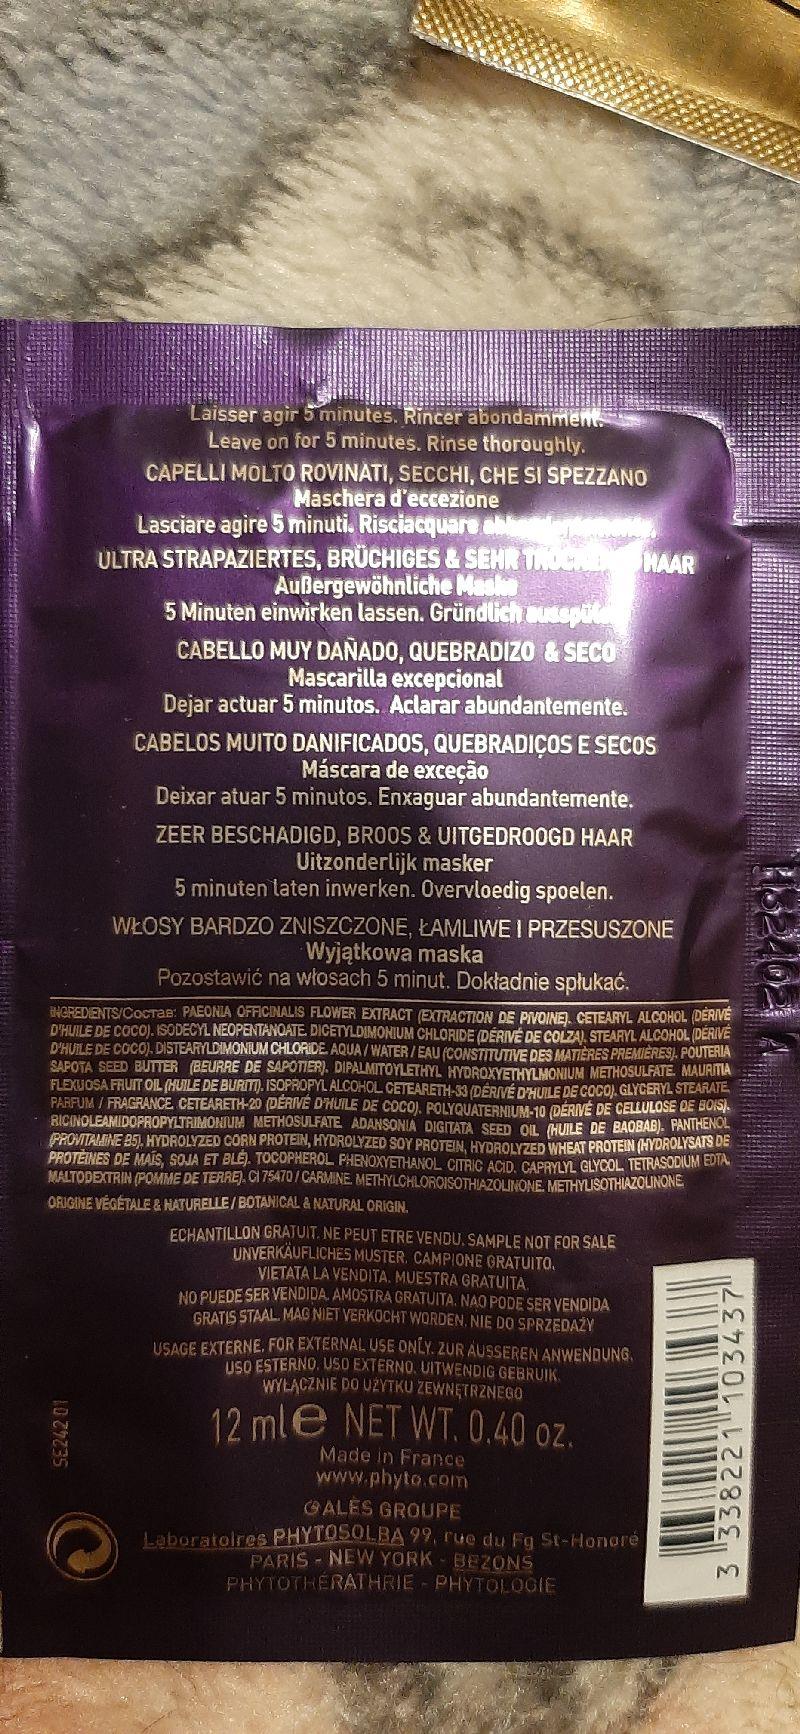 Laisser agir 5 minutes. Rincer abondamment.
Leave on for 5 minutes. Rinse thoroughly.
CAPELLI MOLTO ROVINATI, SECCHI, CHE SI SPEZZANO
Maschera d'eccezione
Lasciare agire 5 minuti. Risciacquare
ULTRA STRAPAZIERTES, BRÜCHIGES & SEHR HAAR
Außergewöhnliche Maske
5 Minuten einwirken lassen. Gründlich
CABELLO MUY DAÑADO, QUEBRADIZO & SECO
Mascarilla excepcional
Dejar actuar 5 minutos. Aclarar abundantemente.
CABELOS MUITO DANIFICADOS, QUEBRADIÇOS E SECOS
Máscara de exceção
Deixar atuar 5 minutos. Enxaguar abundantemente.
ZEER BESCHADIGD, BROOS & UITGEDROOGD HAAR
Uitzonderlijk masker
5 minuten laten inwerken. Overvloedig spoelen.
WŁOSY BARDZO ZNISZCZONE, ŁAMLIWE I PRZESUSZONE
Wyjątkowa maska
Pozostawić na włosach 5 minut. Dokładnie spłukać.
INGREDIENTS/Состав: PAEONIA OFFICINALIS FLOWER EXTRACT (EXTRACTION DE PIVOINE). CETEARYL ALCOHOL (DÉRIVÉ
D'HUILE DE COCO). ISODECYL NEOPENTANOATE. DICETYLDIMONIUM CHLORIDE (DÉRIVÉ DE COLZA). STEARYL ALCOHOL (DÉRIVÉ
D'HUILE DE COCO). DISTEARYLDIMONIUM CHLORIDE. AQUA / WATER / EAU (CONSTITUTIVE DES MATIÈRES PREMIÈRES). POUTERIA
SAPOTA SEED BUTTER (BEURRE DE SAPOTIER). DIPALMITOYLETHYL HYDROXYETHYLMONIUM METHOSULFATE. MAURITIA
FLEXUOSA FRUIT OIL (HUILE DE BURITI). ISOPROPYL ALCOHOL. CETEARETH-33 (DÉRIVÉ D'HUILE DE COCO). GLYCERYL STEARATE.
PARFUM / FRAGRANCE. CETEARETH-20 (DÉRIVÉ D'HUILE DE COCO). POLYQUATERNIUM-10 (DÉRIVÉ DE CELLULOSE DE BOIS).
RICINOLEAMIDOPROPYLTRIMONIUM METHOSULFATE. ADANSONIA DIGITATA SEED OIL (HUILE DE BAOBAB). PANTHENOL
(PROVITAMINE B5). HYDROLYZED CORN PROTEIN, HYDROLYZED SOY PROTEIN, HYDROLYZED WHEAT PROTEIN (HYDROLYSATS DE
PROTÉINES DE MAÏS, SOJA ET BLÉ). TOCOPHEROL. PHENOXYETHANOL. CITRIC ACID. CAPRYLYL GLYCOL. TETRASODIUM EDTA.
MALTODEXTRIN (POMME DE TERRE). CI 75470 / CARMINE. METHYLCHLOROISOTHIAZOLINONE. METHYLISOTHIAZOLINONE.
ORIGINE VÉGÉTALE & NATURELLE / BOTANICAL & NATURAL ORIGIN.
ECHANTILLON GRATUIT. NE PEUT ETRE VENDU. SAMPLE NOT FOR SALE
UNVERKÄUFLICHES MUSTER. CAMPIONE GRATUITO.
VIETATA LA VENDITA. MUESTRA GRATUITA.
NO PUEDE SER VENDIDA. AMOSTRA GRATUITA. NÃO PODE SER VENDIDA
GRATIS STAAL. MAG NIET VERKOCHT WORDEN. NIE DO SPRZEDAŻY
USAGE EXTERNE. FOR EXTERNAL USE ONLY. ZUR ÄUSSEREN ANWENDUNG.
USO ESTERNO. USO EXTERNO. UITWENDIG GEBRUIK.
WYŁĄCZNIE DO UŻYTKU ZEWNĘTRZNEGO
12 ml e NET WT. 0.40 oz.
Made in France
www.phyto.com
ALÈS GROUPE
Laboratoires PHYTOSOLBA 99, rue du Fg St-Honoré
PARIS - NEW YORK - BEZONS
PHYTOTHÉRATHRIE - PHYTOLOGIE
SE242 01
3 338221 103437